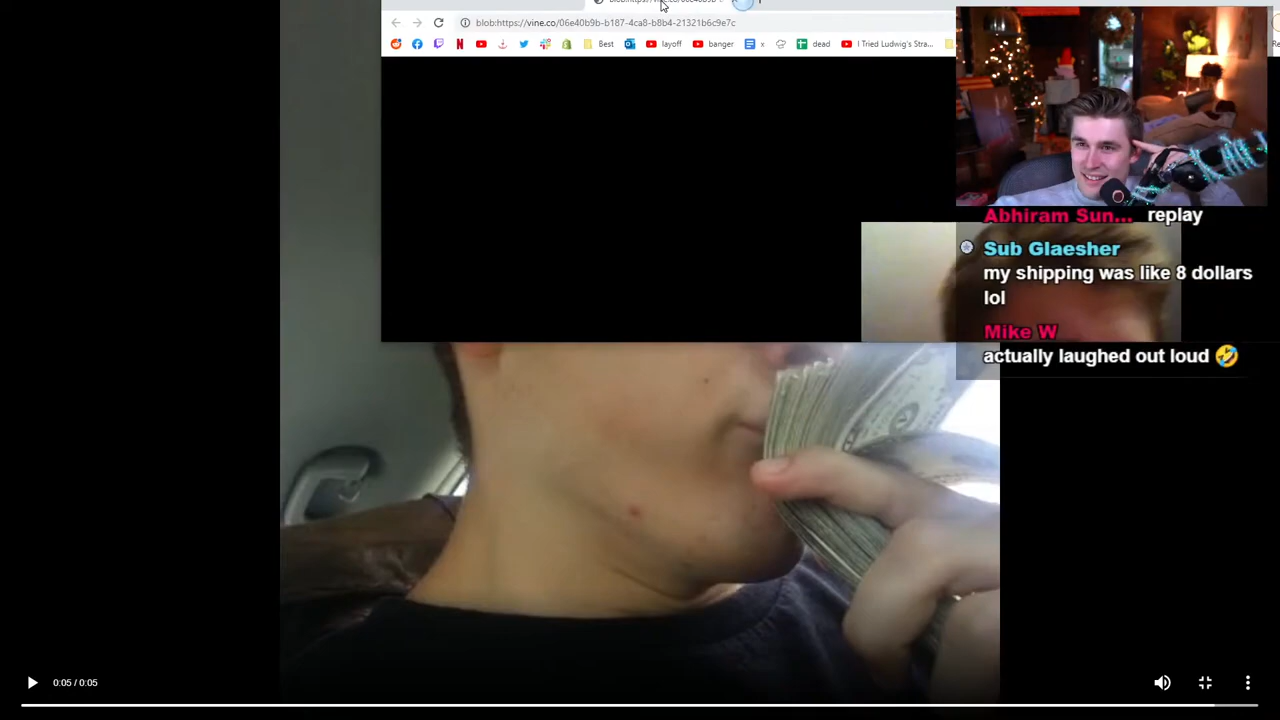 blob:https://vine.co/06e40b9b-b187-4ca8-b8b4-21321b6c9e7c
Best layoff banger x dead I Tried Ludwig's Stra...
Abhiram Sun... replay
Sub Glaesher
my shipping was like 8 dollars
lol
Mike W
actually laughed out loud 🤣
0:05 / 0:05